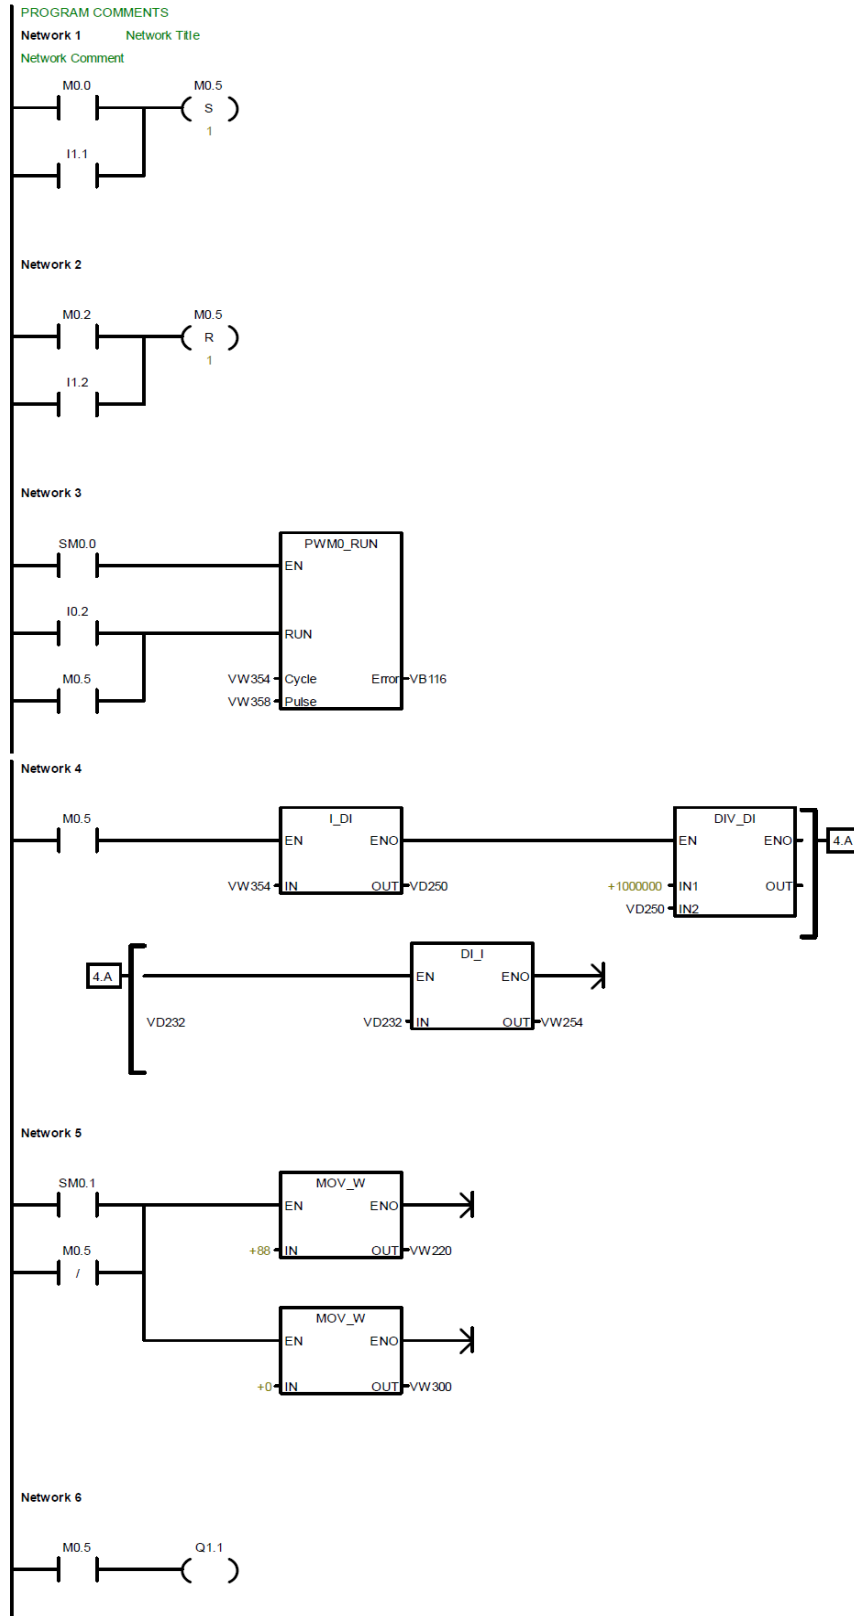 PROGRAM COMMENTS
Network 1 Network Title
Network Comment
M0.0 M0.5
S
1
I1.1
Network 2
M0.2 M0.5
R
1
I1.2
Network 3
SM0.0 PWM0_RUN
EN
I0.2
RUN
M0.5 VW354 Cycle Error VB116
VW358 Pulse
Network 4
M0.5 I_DI DIV_DI
EN ENO EN ENO 4.A
VW354 IN OUT VD250 +1000000 IN1 OUT
VD250 IN2
DI_I
4.A EN ENO
VD232 VD232 IN OUT VW254
Network 5
SM0.1 MOV_W
EN ENO
M0.5 +88 IN OUT VW220
/
MOV_W
EN ENO
+0 IN OUT VW300
Network 6
M0.5 Q1.1